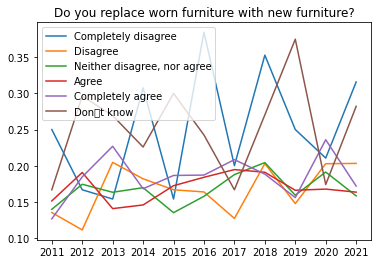 Do you replace worn furniture with new furniture?
Completely disagree
Disagree
Neither disagree, nor agree
Agree
Completely agree
Don▯t know
0.35
0.30
0.25
0.20
0.15
0.10
2011 2012 2013 2014 2015 2016 2017 2018 2019 2020 2021